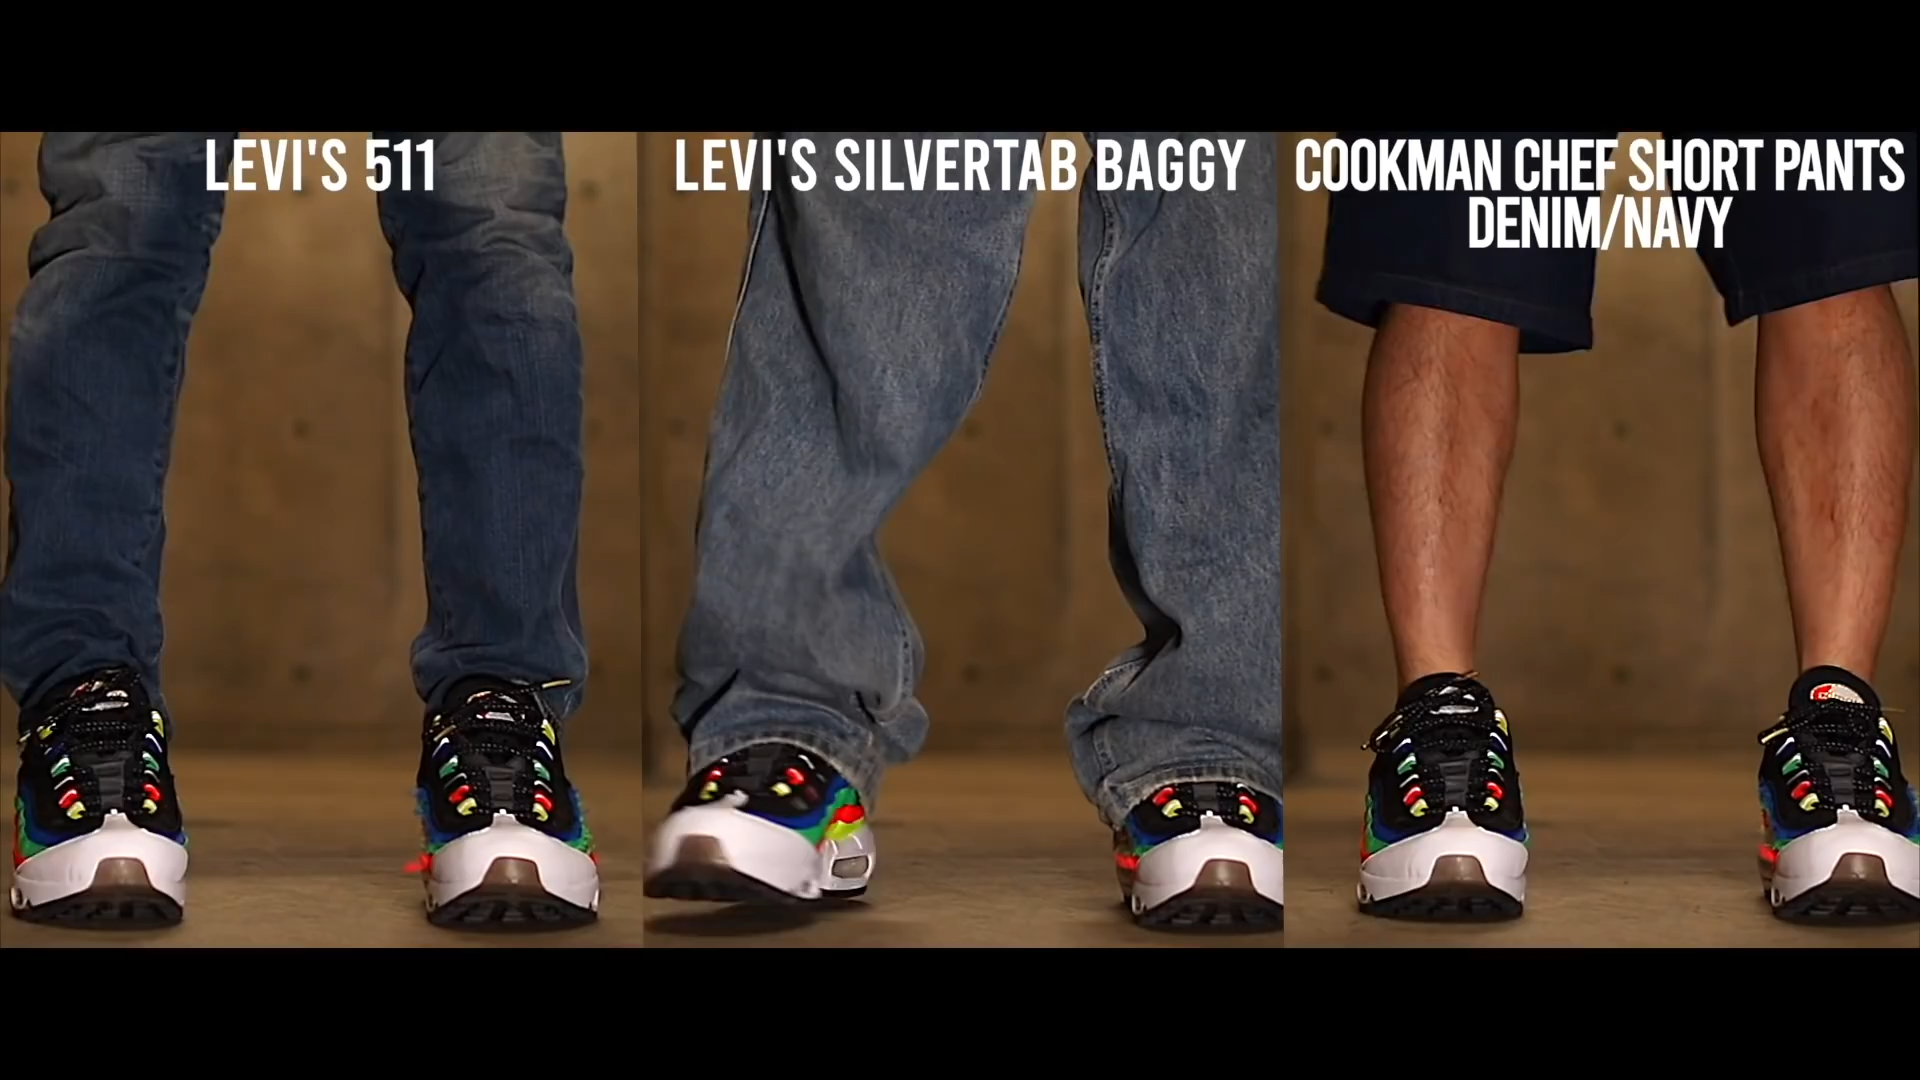 LEVI'S 511
LEVI'S SILVERTAB BAGGY
COOKMAN CHEF SHORT PANTS
DENIM/NAVY